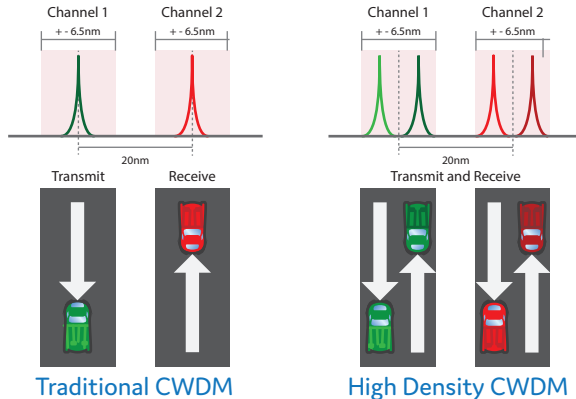 Channel 1
Channel 2
+ - 6.5nm
+ - 6.5nm
20nm
Transmit
Receive
Traditional CWDM
Channel 1
Channel 2
+ - 6.5nm
+ - 6.5nm
20nm
Transmit and Receive
High Density CWDM